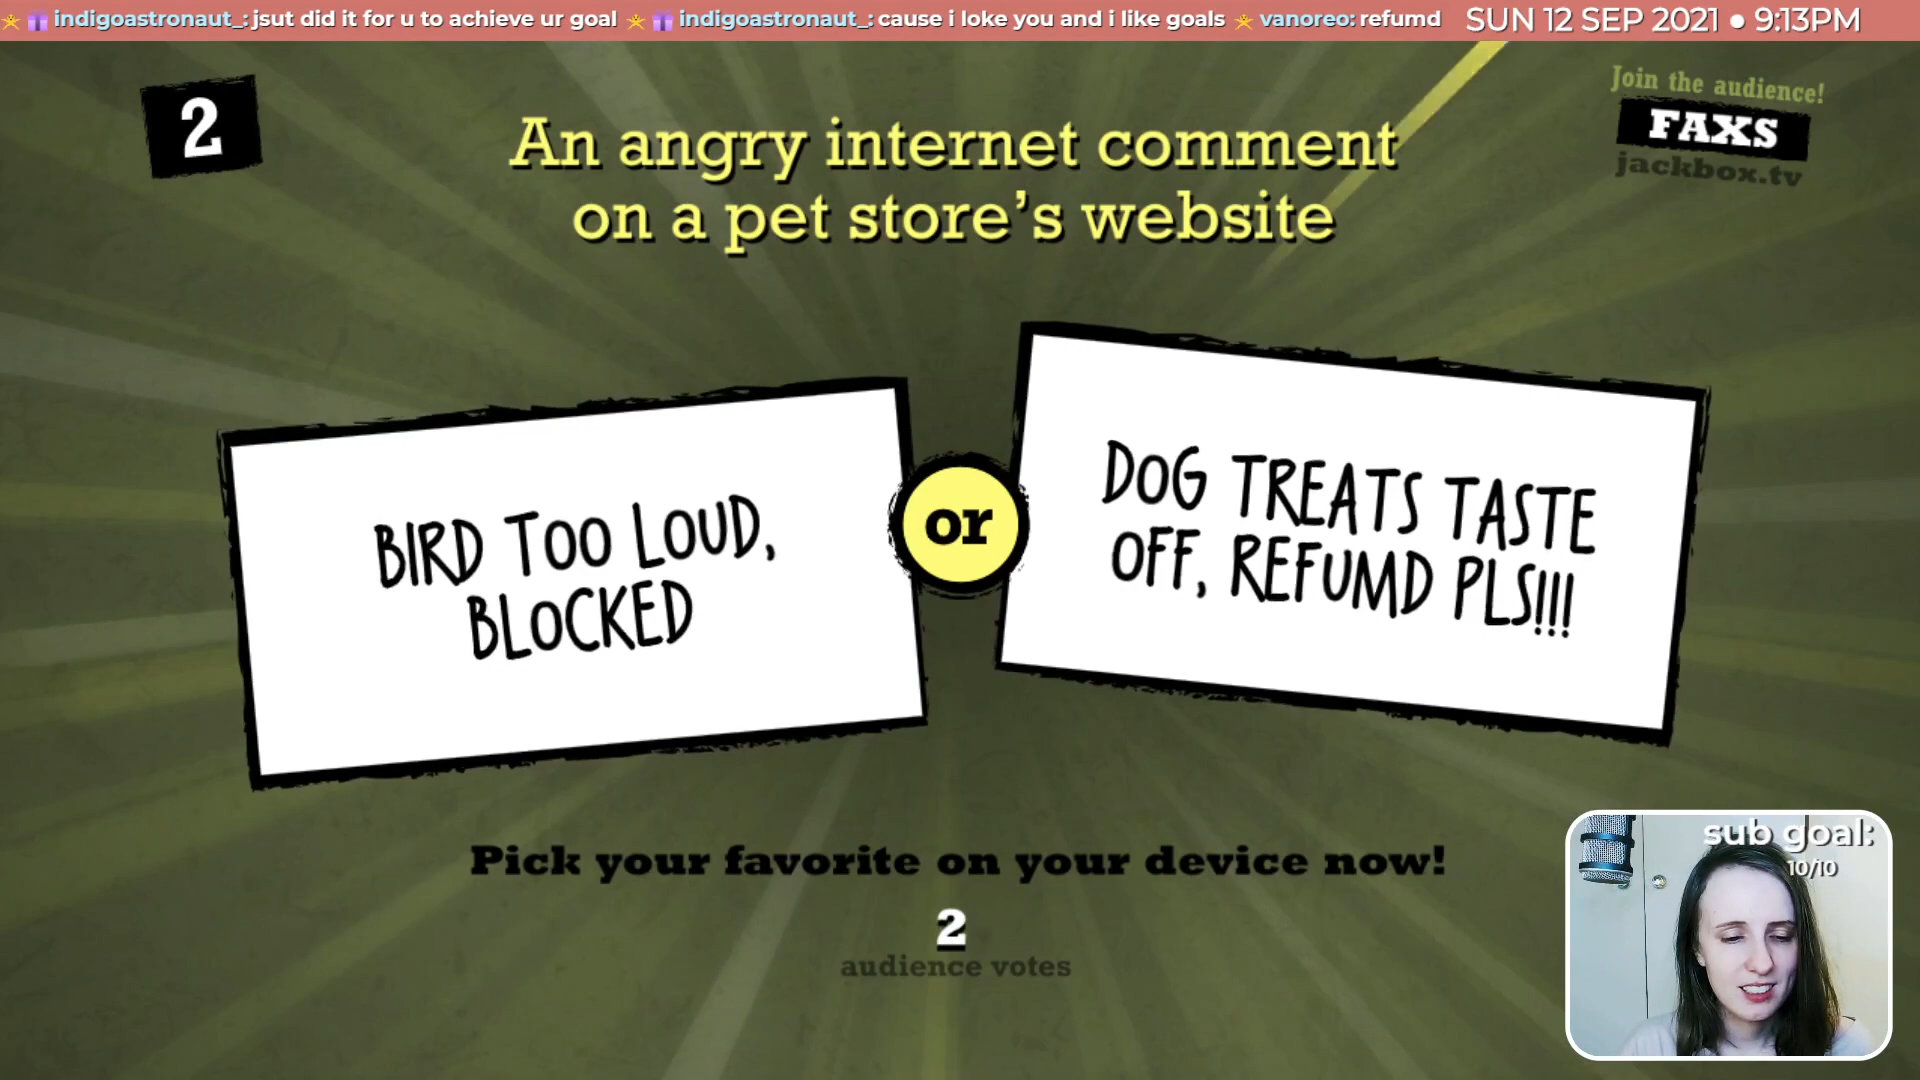 indigoastronaut_: jsut did it for u to achieve ur goal indigoastronaut_: cause i loke you and i like goals vanoreo: refumd SUN 12 SEP 2021 ● 9:13PM
2
An angry internet comment
on a pet store’s website
Join the audience!
FAXS
jackbox.tv
BIRD TOO LOUD,
BLOCKED
or
DOG TREATS TASTE
OFF, REFUMD PLS!!!
Pick your favorite on your device now!
2
audience votes
sub goal:
10/10